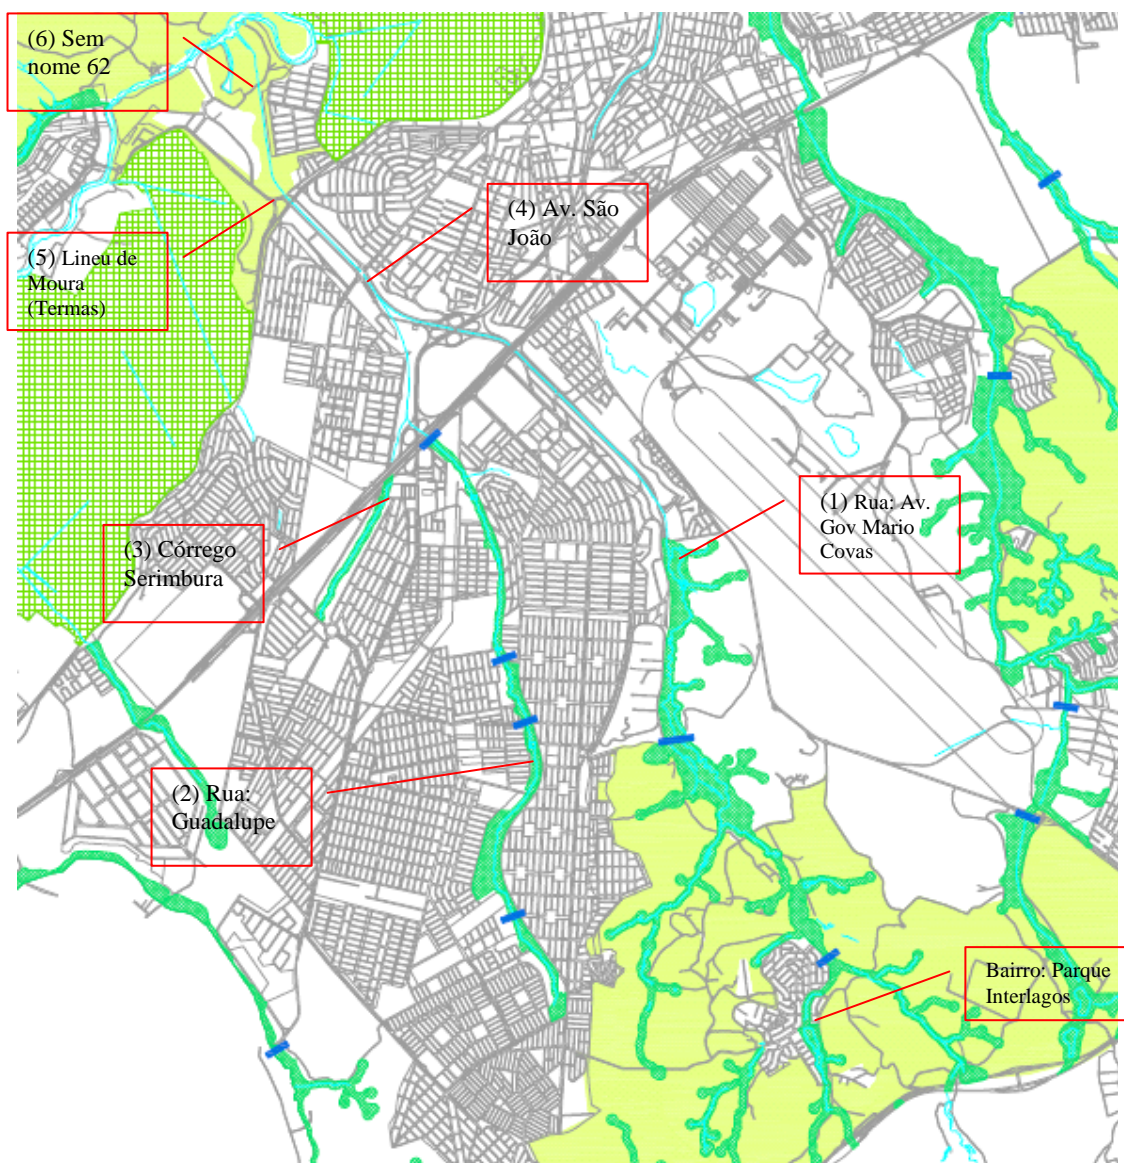 (6) Sem
nome 62
(4) Av. São
João
(5) Lineu de
Moura
(Termas)
(1) Rua: Av.
Gov Mario
Covas
(3) Córrego
Serimbura
(2) Rua:
Guadalupe
Bairro: Parque
Interlagos